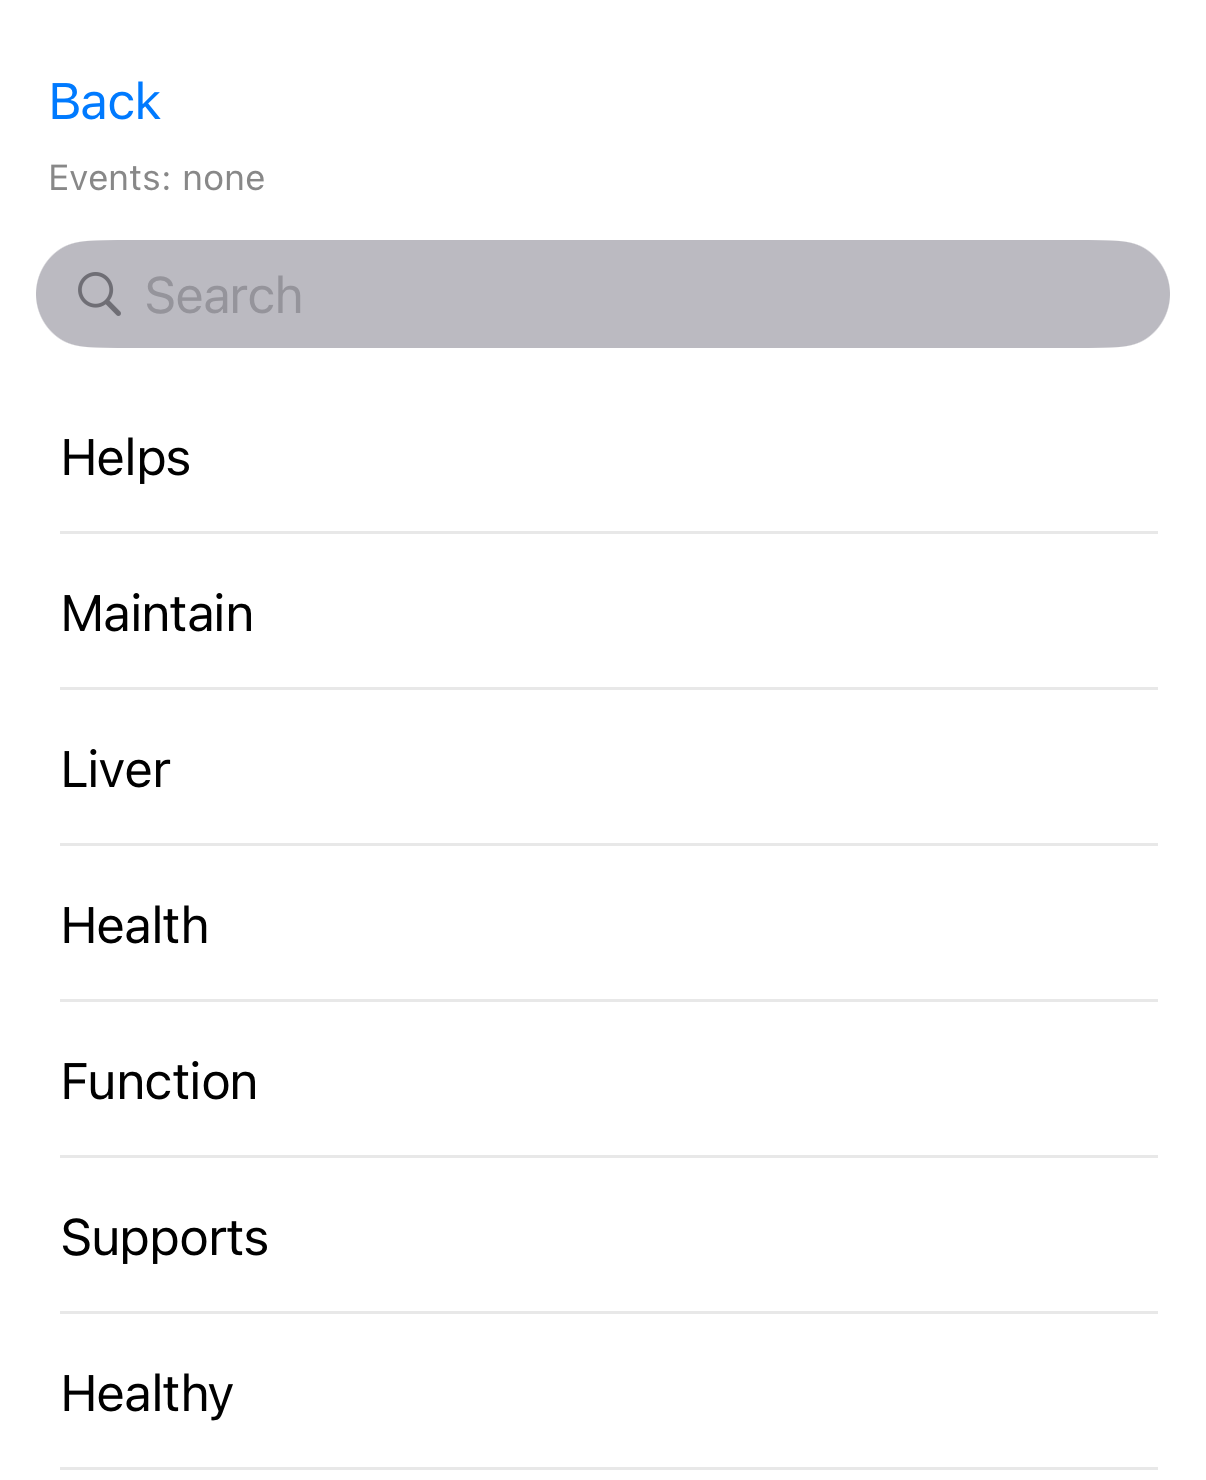 Back
Events: none
Search
Helps
Maintain
Liver
Health
Function
Supports
Healthy